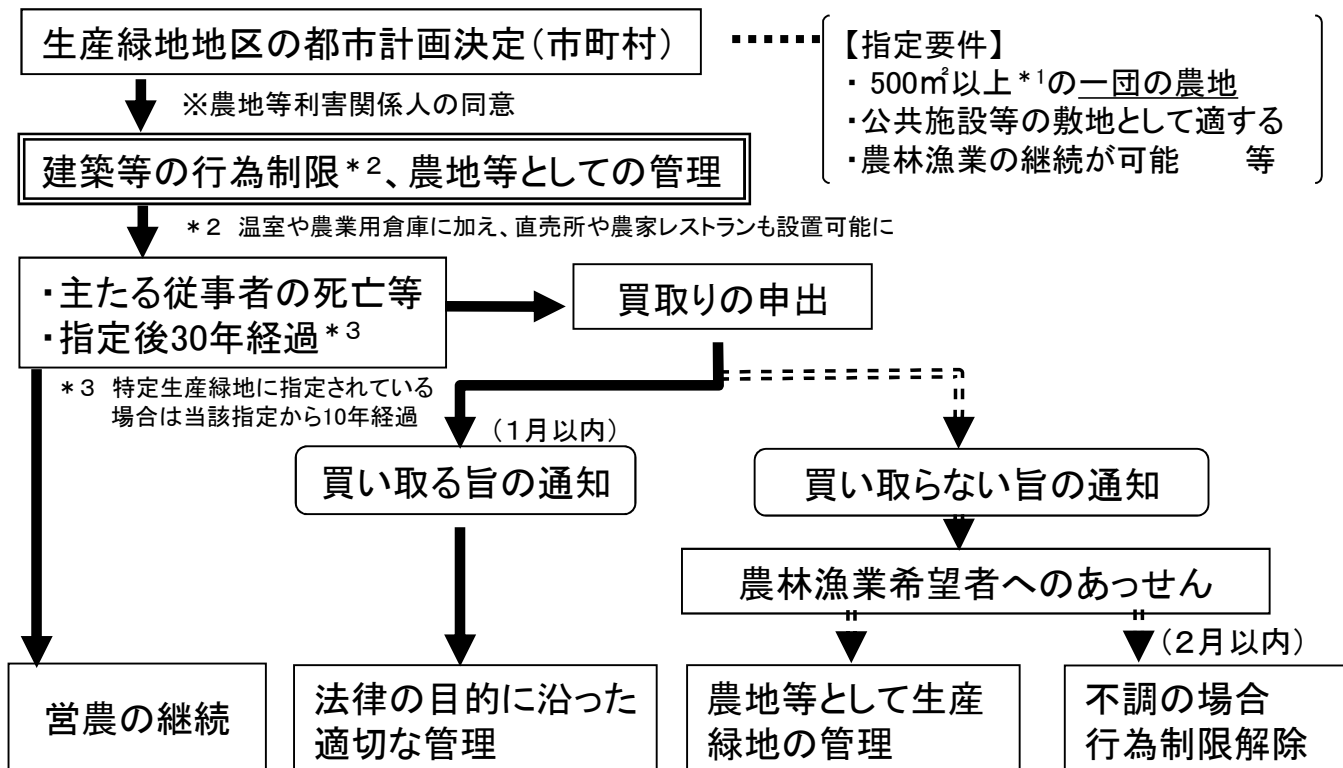 生産緑地地区の都市計画決定(市町村)
【指定要件】
・500㎡以上*1の一団の農地
・公共施設等の敷地として適する
・農林漁業の継続が可能　等
※農地等利害関係人の同意
建築等の行為制限*2、農地等としての管理
*2 温室や農業用倉庫に加え、直売所や農家レストランも設置可能に
・主たる従事者の死亡等
・指定後30年経過*3
買取りの申出
*3 特定生産緑地に指定されている
場合は当該指定から10年経過
(1月以内)
買い取る旨の通知
買い取らない旨の通知
農林漁業希望者へのあっせん
(2月以内)
営農の継続
法律の目的に沿った
適切な管理
農地等として生産
緑地の管理
不調の場合
行為制限解除